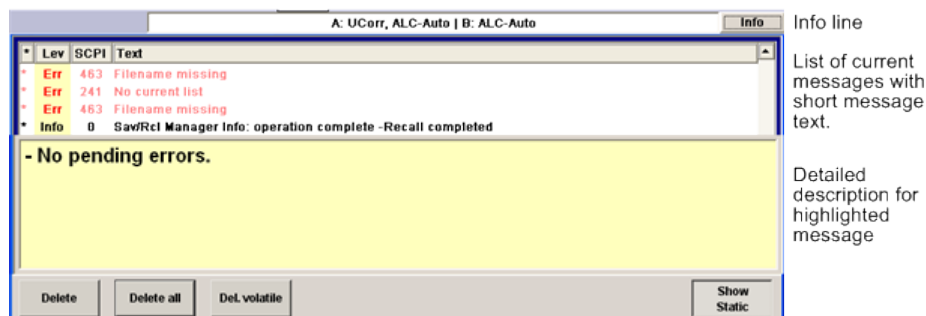 A: UCorr, ALC-Auto | B: ALC-Auto
Info
Info line
* Lev SCPI Text
* Err 463 Filename missing
* Err 241 No current list
* Err 463 Filename missing
* Info 0 Sav/Rcl Manager Info: operation complete -Recall completed
List of current
messages with
short message
text.
- No pending errors.
Detailed
description for
highlighted
message
Delete
Delete all
Del. volatile
Show
Static